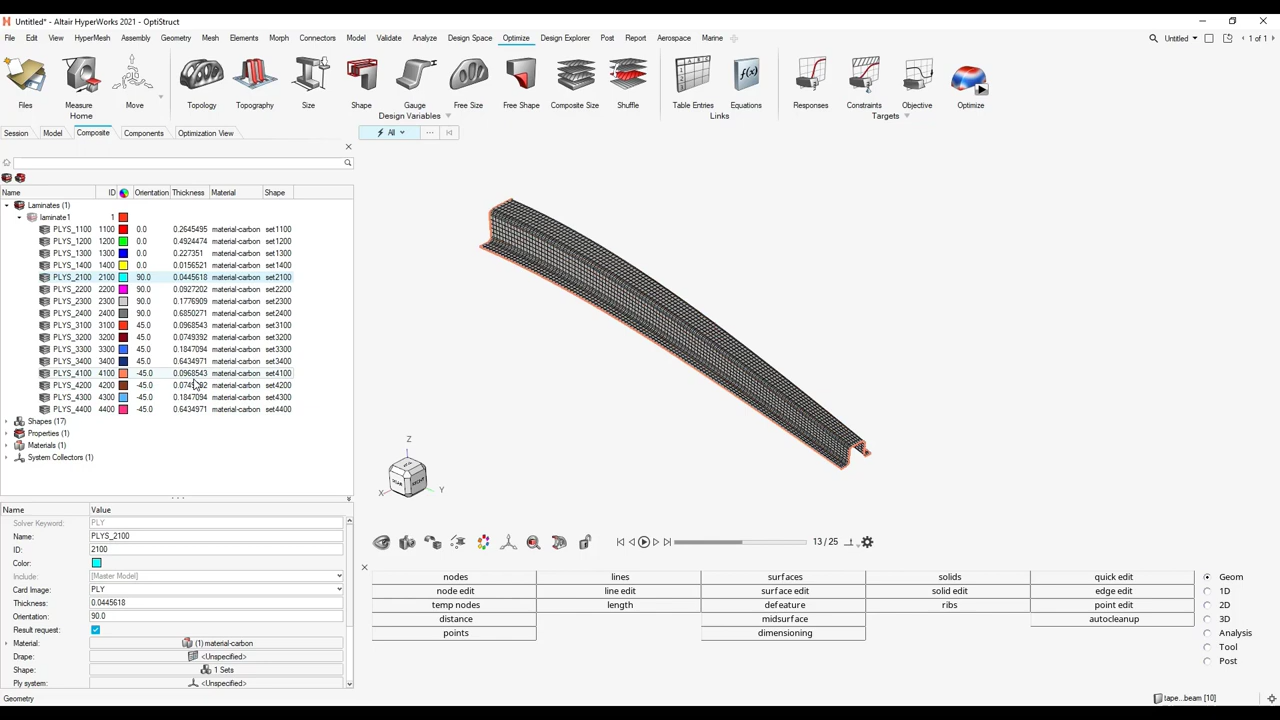 Untitled* - Altair HyperWorks 2021 - OptiStruct
File Edit View HyperMesh Assembly Geometry Mesh Elements Morph Connectors Model Validate Analyze Design Space Optimize Design Explorer Post Report Aerospace Marine Untitled 1 of 1
Files Measure Move Topology Topography Size Shape Gauge Free Size Free Shape Composite Size Shuffle Table Entries Equations Responses Constraints Objective Optimize
Home Design Variables Links Targets
Session Model Composite Components Optimization View All
Name ID Orientation Thickness Material Shape
Laminates (1)
laminate1 1
PLYS_1100 1100 0.0 0.2645495 material-carbon set1100
PLYS_1200 1200 0.0 0.4924474 material-carbon set1200
PLYS_1300 1300 0.0 0.227351 material-carbon set1300
PLYS_1400 1400 0.0 0.0156521 material-carbon set1400
PLYS_2100 2100 90.0 0.0445618 material-carbon set2100
PLYS_2200 2200 90.0 0.0927202 material-carbon set2200
PLYS_2300 2300 90.0 0.1776909 material-carbon set2300
PLYS_2400 2400 90.0 0.6850271 material-carbon set2400
PLYS_3100 3100 45.0 0.0968543 material-carbon set3100
PLYS_3200 3200 45.0 0.0749392 material-carbon set3200
PLYS_3300 3300 45.0 0.1847094 material-carbon set3300
PLYS_3400 3400 45.0 0.6434971 material-carbon set3400
PLYS_4100 4100 -45.0 0.0968543 material-carbon set4100
PLYS_4200 4200 -45.0 material-carbon set4200
PLYS_4300 4300 -45.0 0.1847094 material-carbon set4300
PLYS_4400 4400 -45.0 0.6434971 material-carbon set4400
Shapes (17)
Properties (1)
Materials (1)
System Collectors (1)
Z
X
Y
Name Value
Solver Keyword: PLY
Name: PLYS_2100
ID: 2100
Color:
Include: [Master Model]
Card Image: PLY
Thickness: 0.0445618
Orientation: 90.0
Result request:
Material: (1) material-carbon
Drape: <Unspecified>
Shape: 1 Sets
Ply system: <Unspecified>
13 / 25
nodes lines surfaces solids quick edit Geom
node edit line edit surface edit solid edit edge edit 1D
temp nodes length defeature ribs point edit 2D
distance midsurface autocleanup 3D
points dimensioning Analysis
Tool
Post
Geometry
tape...beam [10]